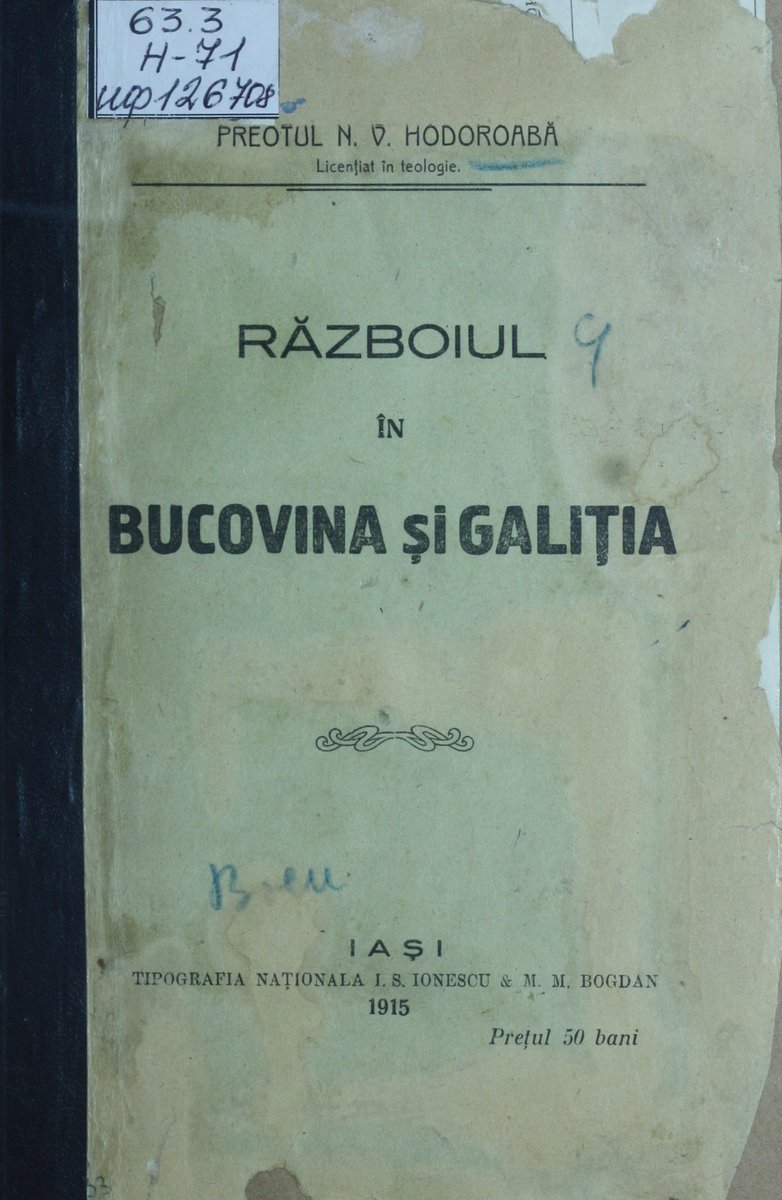 63.3
Н-71
иф126708
PREOTUL N. V. HODOROABĂ
Licențiat în teologie.
RĂZBOIUL
ÎN
BUCOVINA și GALIȚIA
IAȘI
TIPOGRAFIA NAȚIONALA I. S. IONESCU & M. M. BOGDAN
1915
Prețul 50 bani